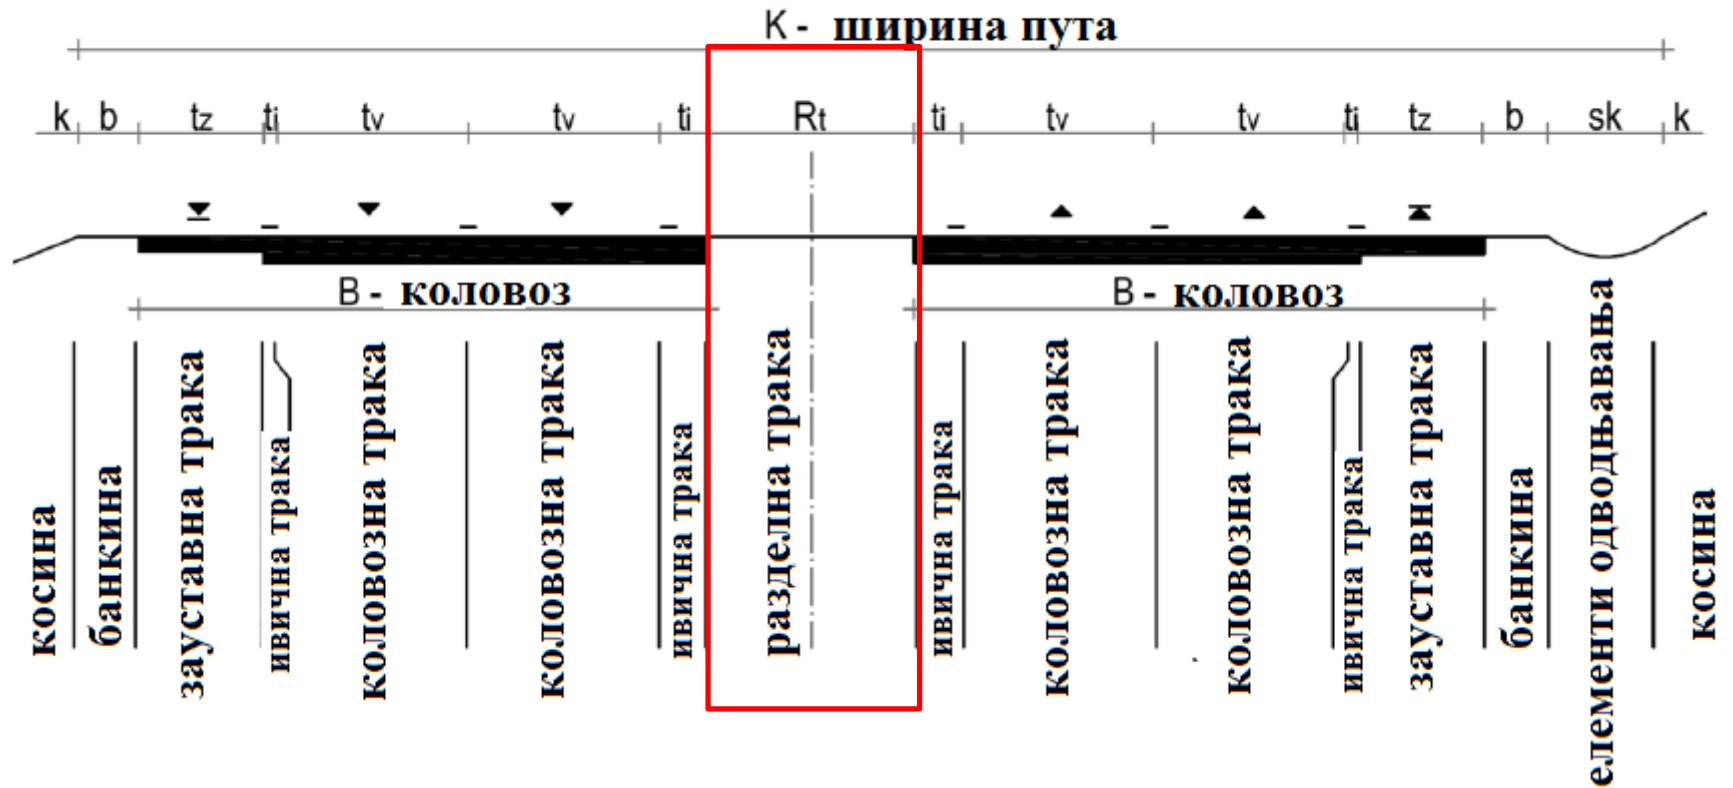 K - ширина пута
k b tz ti tv tv ti Rt ti tv tv ti tz b sk k
B - коловоз
B - коловоз
косина
банкина
зауставна трака
ивична трака
коловозна трака
коловозна трака
ивична трака
разделна трака
ивична трака
коловозна трака
коловозна трака
ивична трака
зауставна трака
банкина
елементи одводњавања
косина